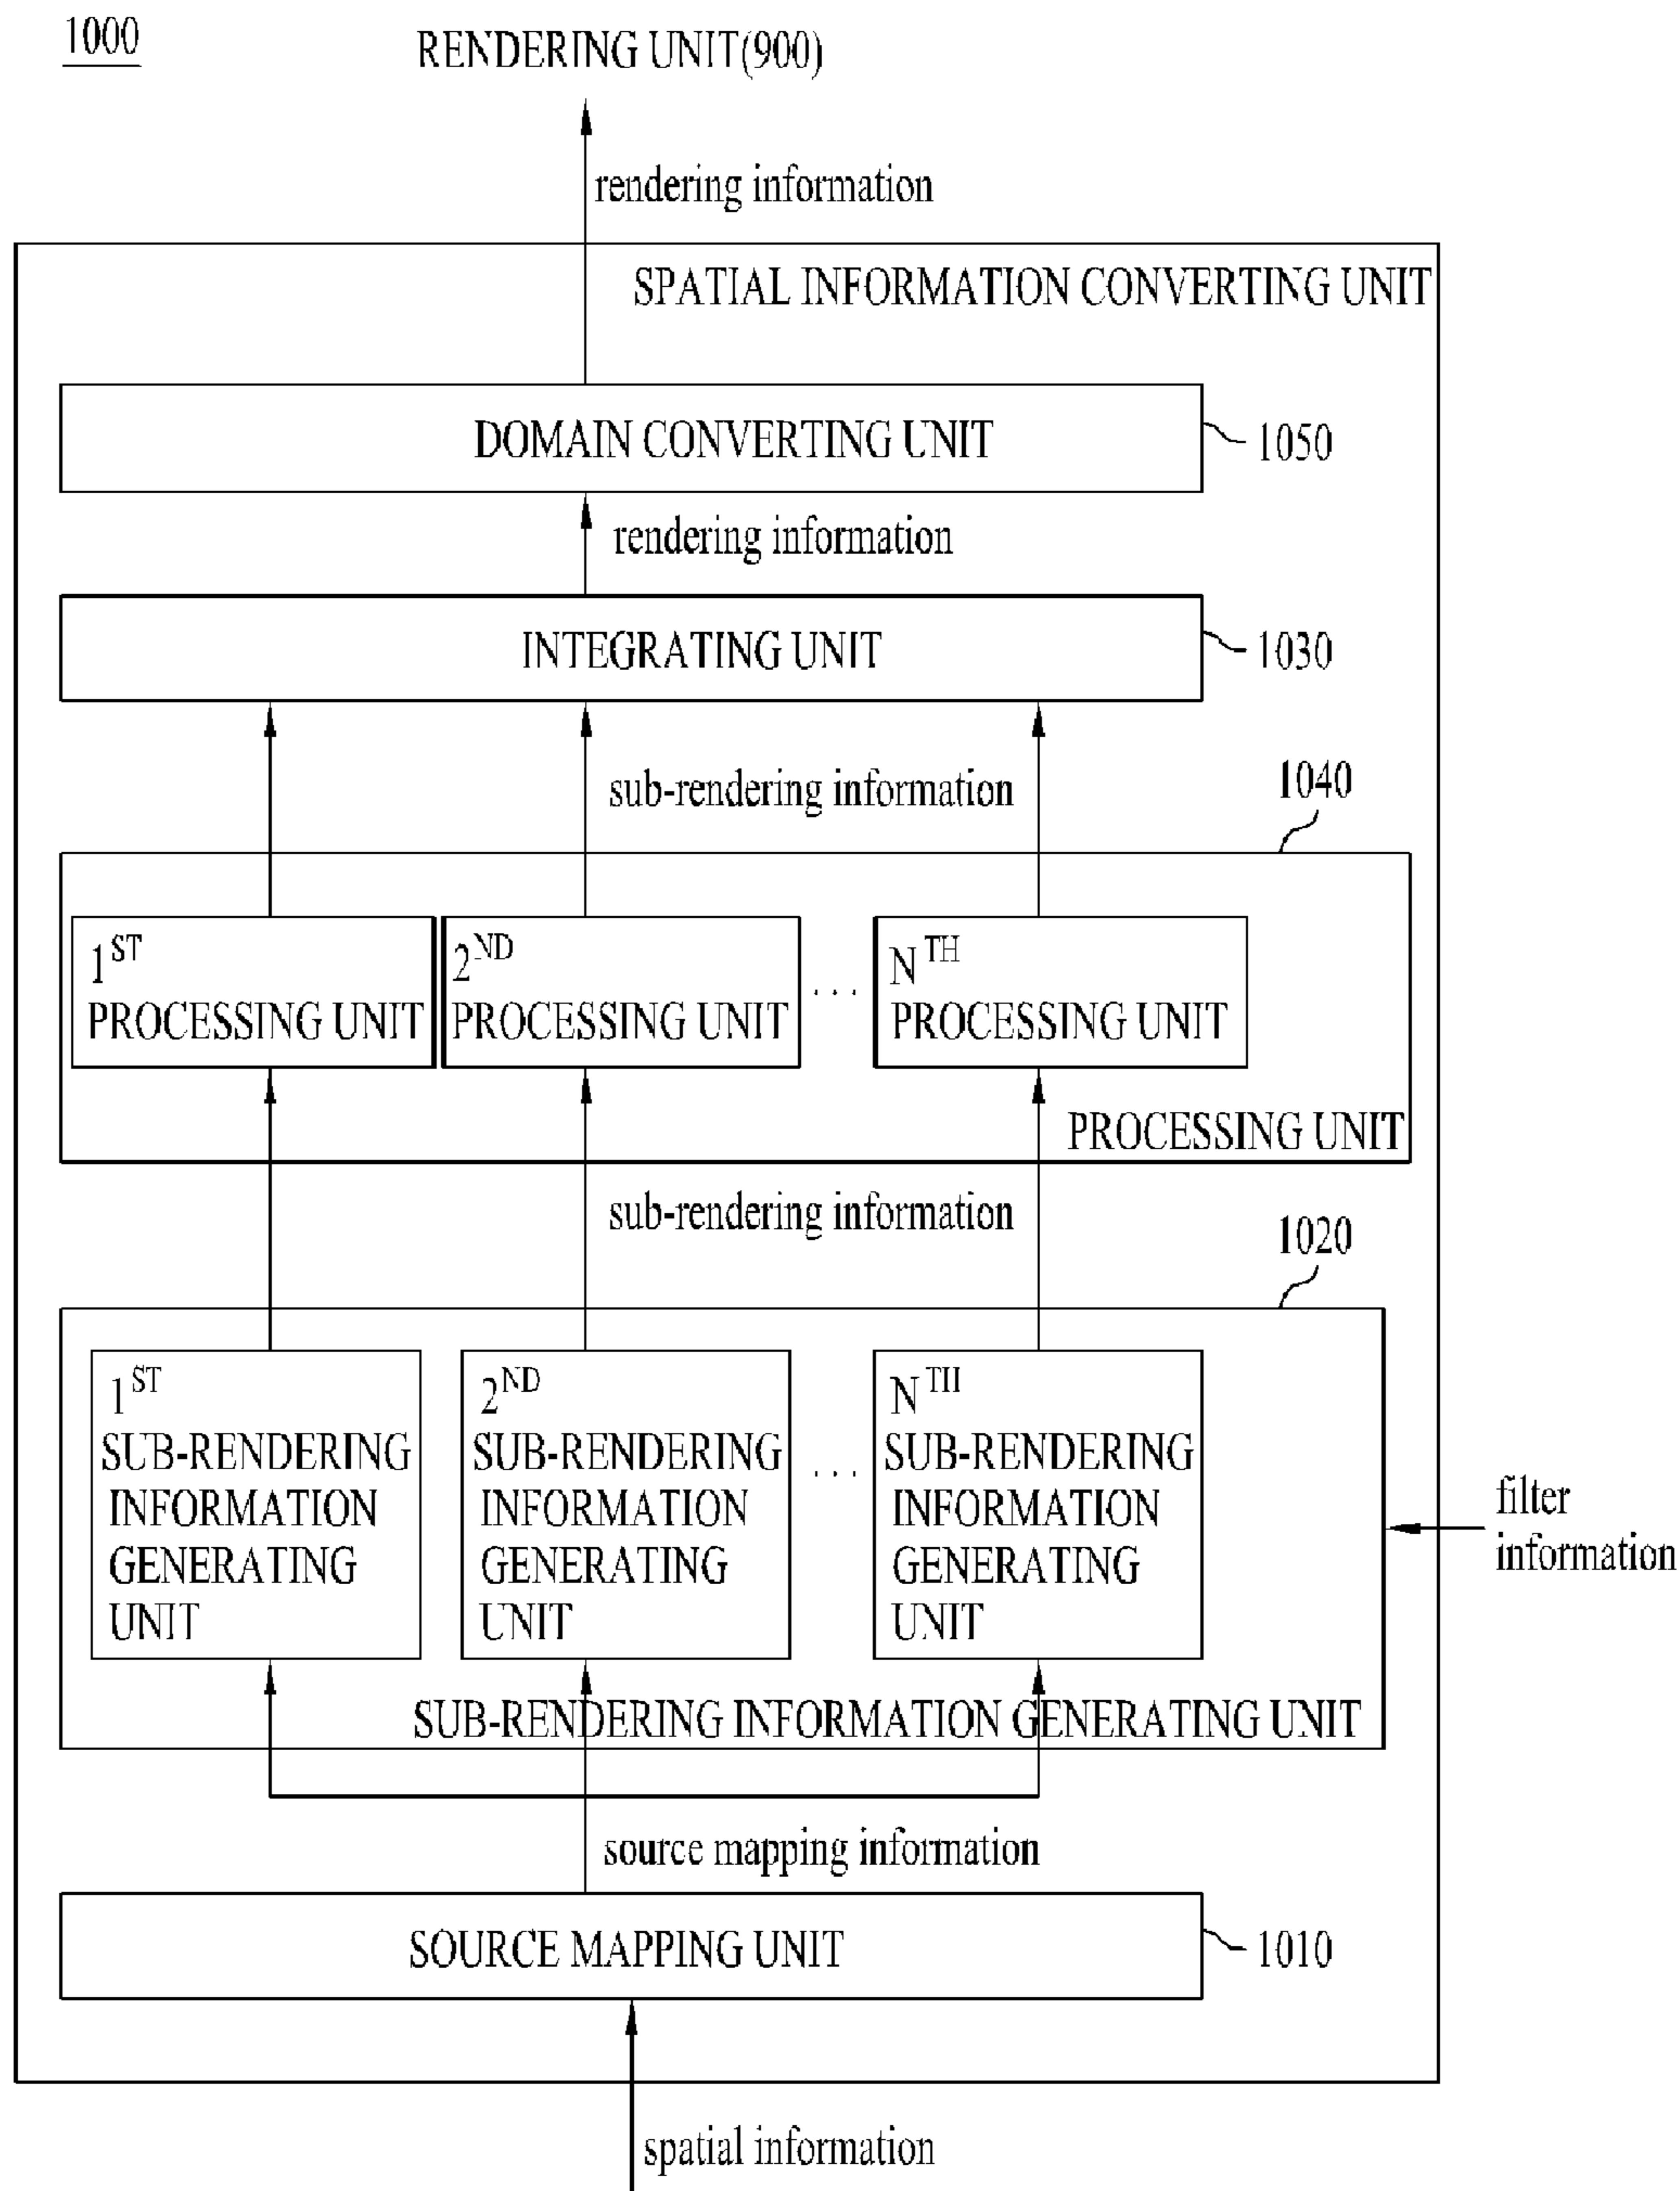 1000
RENDERING UNIT(900)
rendering information
SPATIAL INFORMATION CONVERTING UNIT
DOMAIN CONVERTING UNIT
1050
rendering information
INTEGRATING UNIT
1030
sub-rendering information
1040
1ST
PROCESSING UNIT
2ND
PROCESSING UNIT
...
NTH
PROCESSING UNIT
PROCESSING UNIT
sub-rendering information
1020
1ST
SUB-RENDERING
INFORMATION
GENERATING
UNIT
2ND
SUB-RENDERING
INFORMATION
GENERATING
UNIT
...
NTH
SUB-RENDERING
INFORMATION
GENERATING
UNIT
filter
information
SUB-RENDERING INFORMATION GENERATING UNIT
source mapping information
SOURCE MAPPING UNIT
1010
spatial information